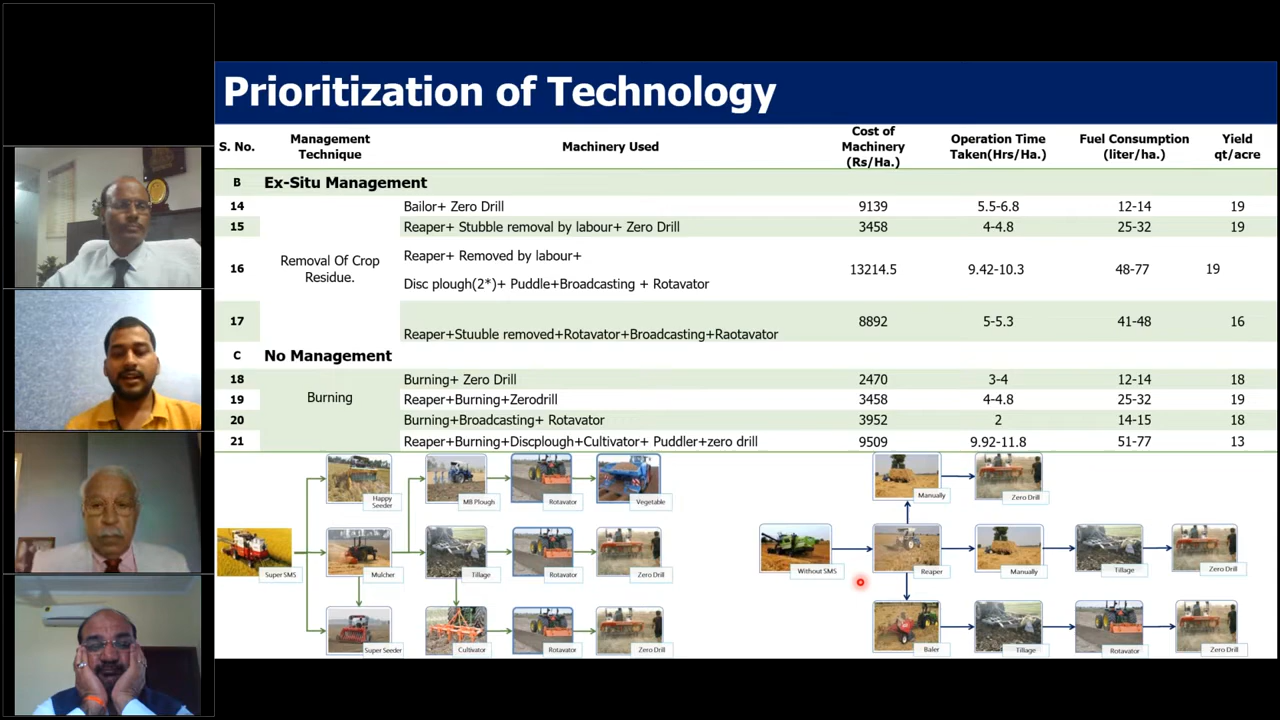 Prioritization of Technology
S. No.
Management
Technique
Machinery Used
Cost of
Machinery
(Rs/Ha.)
Operation Time
Taken(Hrs/Ha.)
Fuel Consumption
(liter/ha.)
Yield
qt/acre
B Ex-Situ Management
14 Bailor+ Zero Drill 9139 5.5-6.8 12-14 19
15 Reaper+ Stubble removal by labour+ Zero Drill 3458 4-4.8 25-32 19
Removal Of Crop
Residue.
16 Reaper+ Removed by labour+
Disc plough(2*)+ Puddle+Broadcasting + Rotavator 13214.5 9.42-10.3 48-77 19
17 Reaper+Stuuble removed+Rotavator+Broadcasting+Raotavator 8892 5-5.3 41-48 16
C No Management
18 Burning+ Zero Drill 2470 3-4 12-14 18
Burning
19 Reaper+Burning+Zerodrill 3458 4-4.8 25-32 19
20 Burning+Broadcasting+ Rotavator 3952 2 14-15 18
21 Reaper+Burning+Discplough+Cultivator+ Puddler+zero drill 9509 9.92-11.8 51-77 13
Happy
Seeder
MB Plough
Rotavator
Vegetable
Manually
Zero Drill
Super SMS
Mulcher
Tillage
Rotavator
Zero Drill
Without SMS
Reaper
Manually
Tillage
Zero Drill
Super Seeder
Cultivator
Rotavator
Zero Drill
Baler
Tillage
Rotavator
Zero Drill